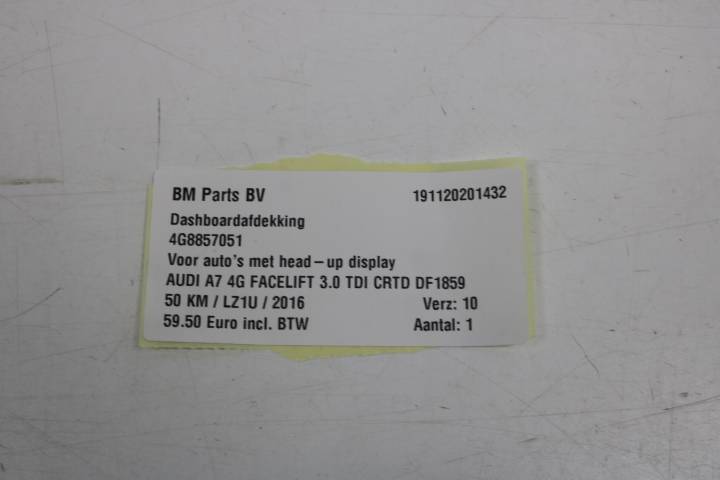 BM Parts BV 191120201432
Dashboardafdekking
4G8857051
Voor auto's met head-up display
AUDI A7 4G FACELIFT 3.0 TDI CRTD DF1859
50 KM / LZ1U / 2016 Verz: 10
59.50 Euro incl. BTW Aantal: 1